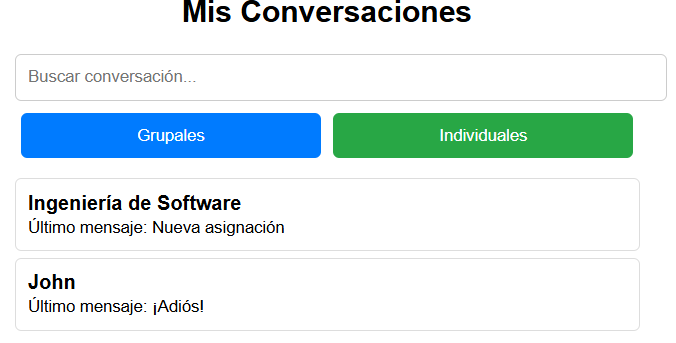 Mis Conversaciones
Buscar conversación...
Grupales Individuales
Ingeniería de Software
Último mensaje: Nueva asignación
John
Último mensaje: ¡Adiós!